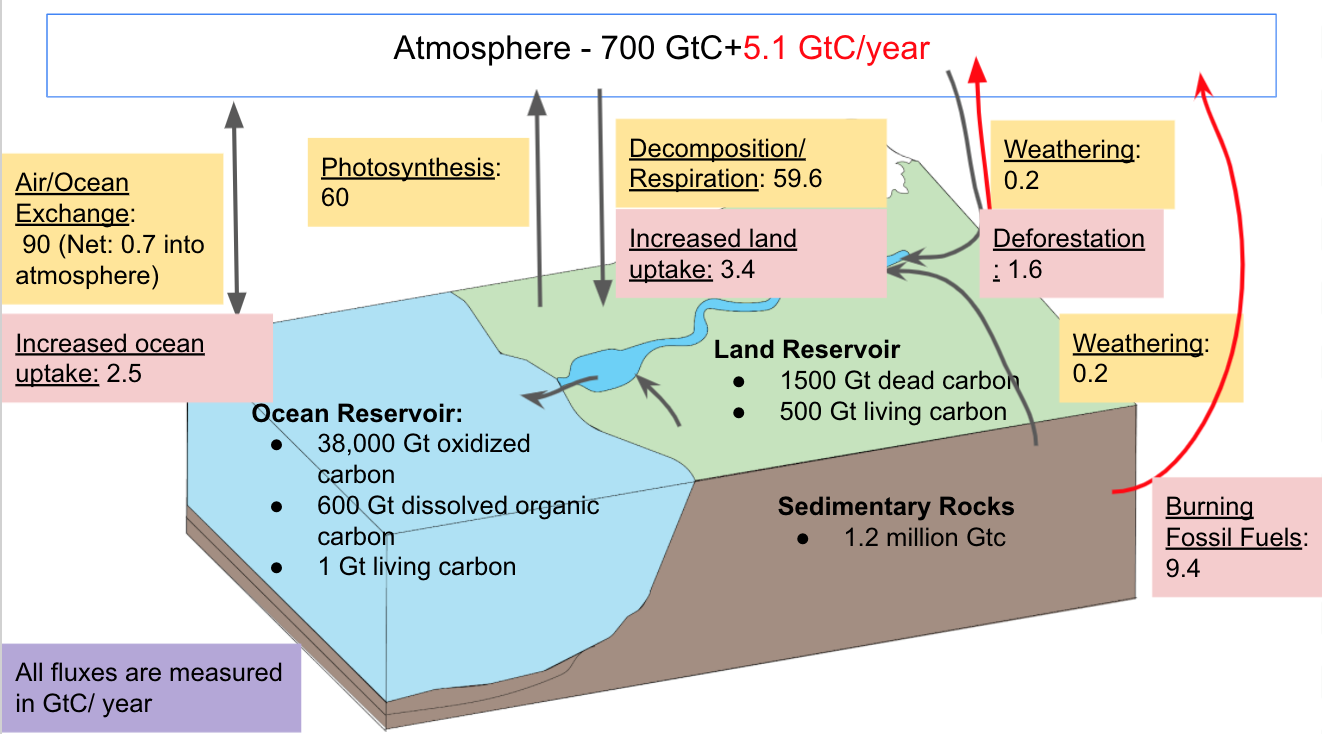 Atmosphere - 700 GtC+5.1 GtC/year
Air/Ocean
Exchange:
90 (Net: 0.7 into
atmosphere)
Increased ocean
uptake: 2.5
Photosynthesis:
60
Decomposition/
Respiration: 59.6
Increased land
uptake: 3.4
Weathering:
0.2
Deforestation
: 1.6
Weathering:
0.2
Land Reservoir
● 1500 Gt dead carbon
● 500 Gt living carbon
Ocean Reservoir:
● 38,000 Gt oxidized
carbon
● 600 Gt dissolved organic
carbon
● 1 Gt living carbon
Sedimentary Rocks
● 1.2 million Gtc
Burning
Fossil Fuels:
9.4
All fluxes are measured
in GtC/ year